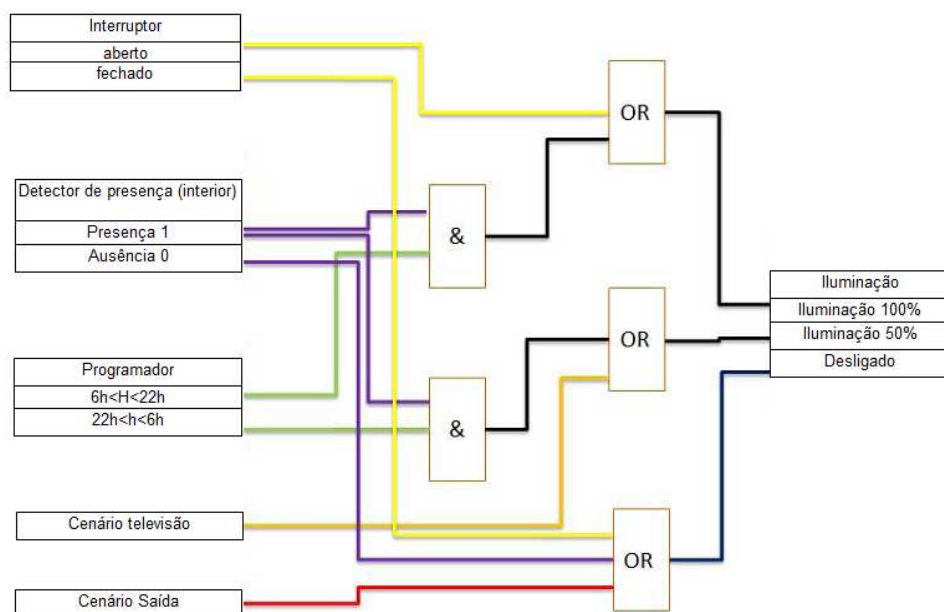 Interruptor
aberto
fechado
OR
Detector de presença (interior)
Presença 1
Ausência 0
&
Iluminação
Iluminação 100%
Iluminação 50%
Desligado
OR
Programador
6h<H<22h
22h<h<6h
&
Cenário televisão
OR
Cenário Saída